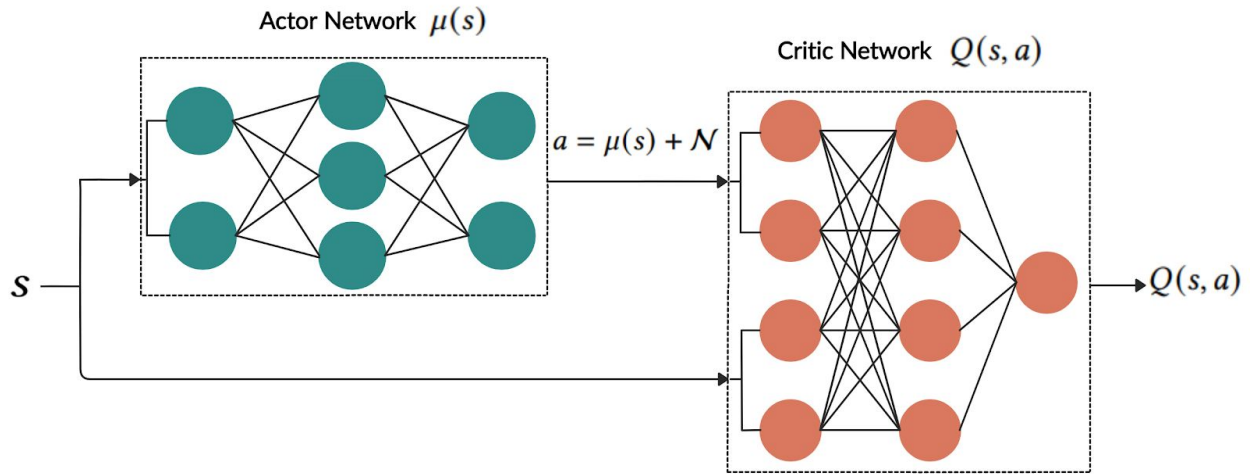 Actor Network μ(s)
Critic Network Q(s, a)
a = μ(s) + 𝒩
s
Q(s, a)